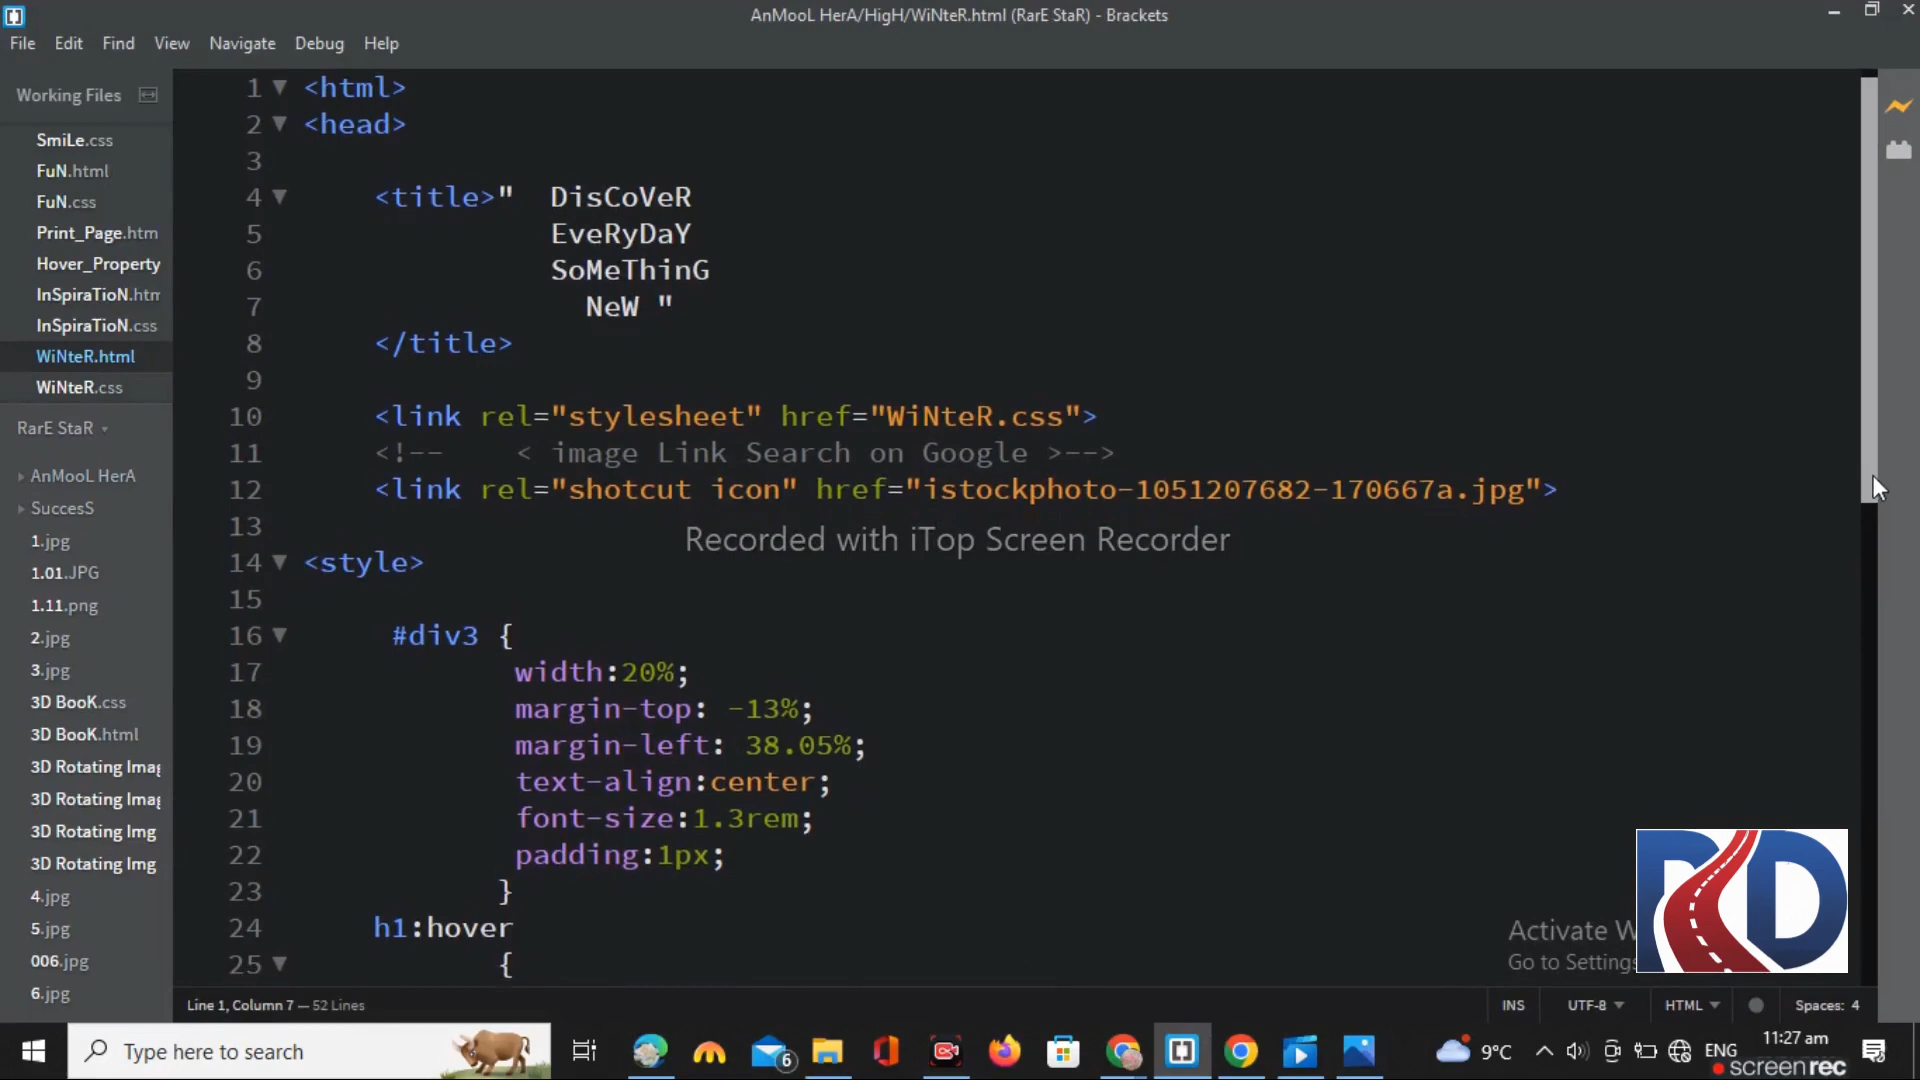 AnMooL HerA/HigH/WiNteR.html (RarE StaR) - Brackets
File Edit Find View Navigate Debug Help
Working Files
SmiLe.css
FuN.html
FuN.css
Print_Page.htm
Hover_Property
InSpiraTioN.htm
InSpiraTioN.css
WiNteR.html
WiNteR.css
RarE StaR
AnMooL HerA
SuccesS
1.jpg
1.01.JPG
1.11.png
2.jpg
3.jpg
3D BooK.css
3D BooK.html
3D Rotating Imag
3D Rotating Imag
3D Rotating Img
3D Rotating Img
4.jpg
5.jpg
006.jpg
6.jpg
1 <html>
2 <head>
3
4 <title>" DisCoVeR
5 EveRyDaY
6 SoMeThinG
7 NeW "
8 </title>
9
10 <link rel="stylesheet" href="WiNteR.css">
11 <!-- < image Link Search on Google >-->
12 <link rel="shotcut icon" href="istockphoto-1051207682-170667a.jpg">
13
Recorded with iTop Screen Recorder
14 <style>
15
16 #div3 {
17 width:20%;
18 margin-top: -13%;
19 margin-left: 38.05%;
20 text-align:center;
21 font-size:1.3rem;
22 padding:1px;
23 }
24 h1:hover
25 {
RD
Activate W
Go to Settings
Line 1, Column 7 — 52 Lines
INS UTF-8 HTML Spaces: 4
Type here to search
6
9°C
ENG
11:27 am
screenrec